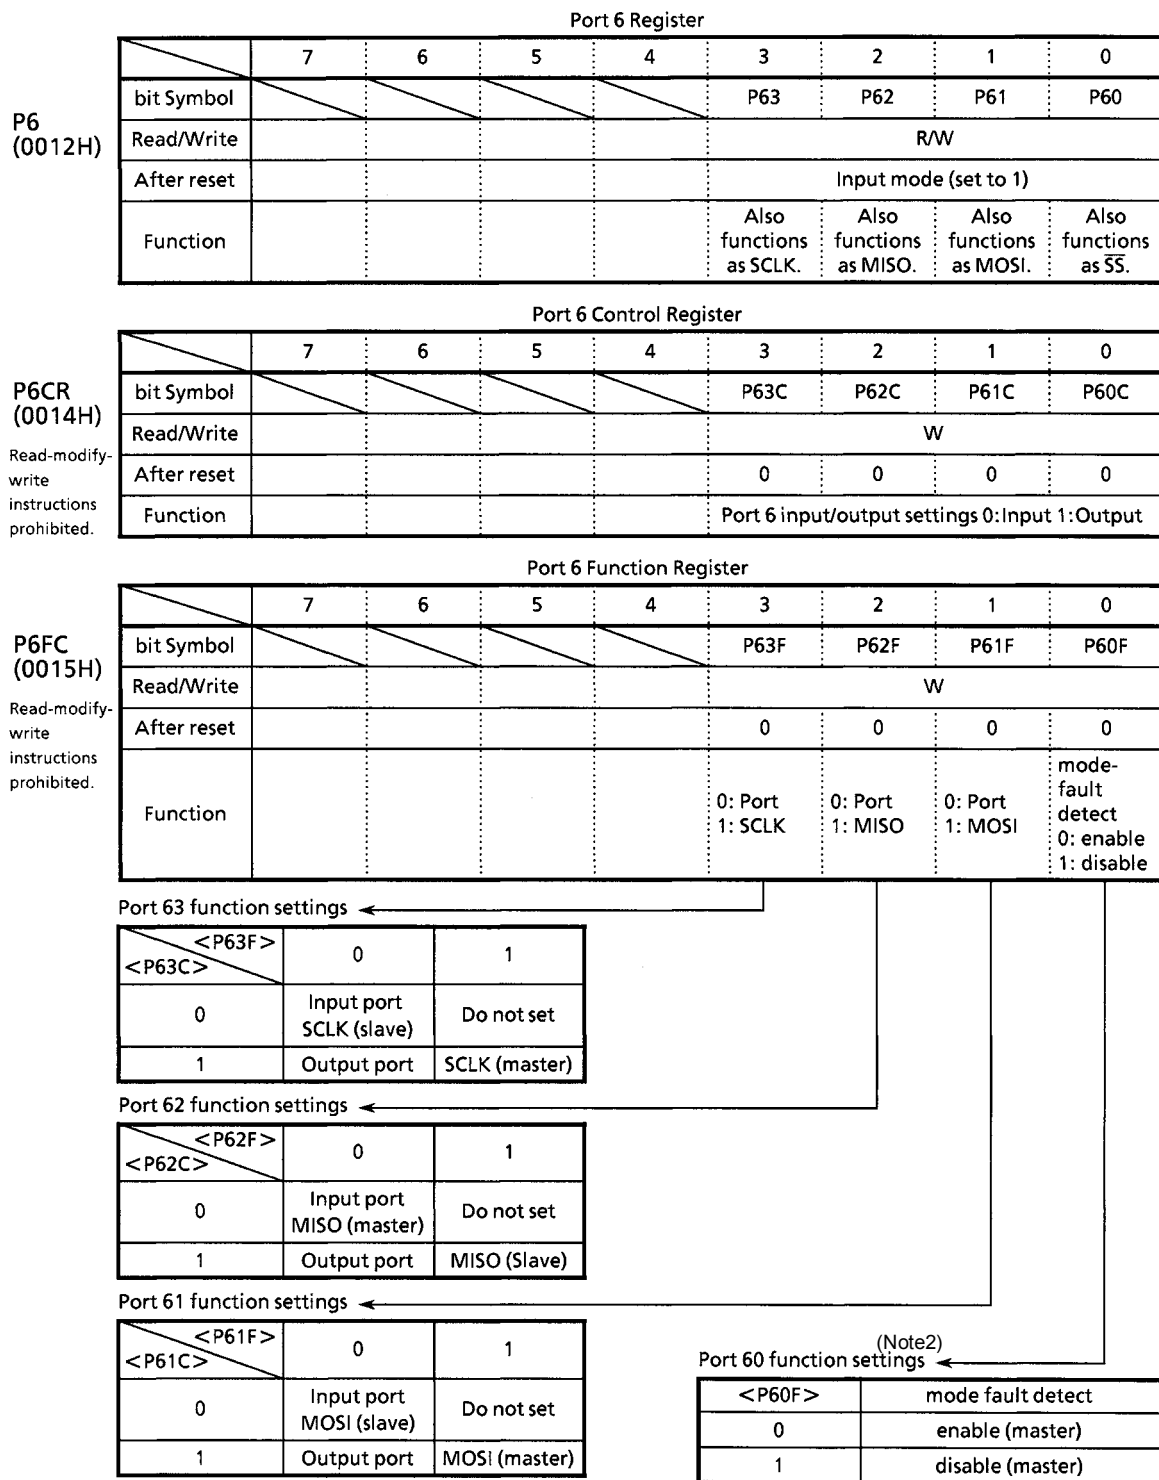 Port 6 Register
7 6 5 4 3 2 1 0
P6
(0012H)
bit Symbol P63 P62 P61 P60
Read/Write R/W
After reset Input mode (set to 1)
Function Also functions as SCLK. Also functions as MISO. Also functions as MOSI. Also functions as S̅S̅.
Port 6 Control Register
7 6 5 4 3 2 1 0
P6CR
(0014H)
Read-modify-
write
instructions
prohibited.
bit Symbol P63C P62C P61C P60C
Read/Write W
After reset 0 0 0 0
Function Port 6 input/output settings 0:Input 1:Output
Port 6 Function Register
7 6 5 4 3 2 1 0
P6FC
(0015H)
Read-modify-
write
instructions
prohibited.
bit Symbol P63F P62F P61F P60F
Read/Write W
After reset 0 0 0 0
Function 0: Port 1: SCLK 0: Port 1: MISO 0: Port 1: MOSI mode-fault detect 0: enable 1: disable
Port 63 function settings
<P63F> 0 1
<P63C>
0 Input port SCLK (slave) Do not set
1 Output port SCLK (master)
Port 62 function settings
<P62F> 0 1
<P62C>
0 Input port MISO (master) Do not set
1 Output port MISO (Slave)
Port 61 function settings
<P61F> 0 1
<P61C>
0 Input port MOSI (slave) Do not set
1 Output port MOSI (master)
(Note2)
Port 60 function settings
<P60F> mode fault detect
0 enable (master)
1 disable (master)